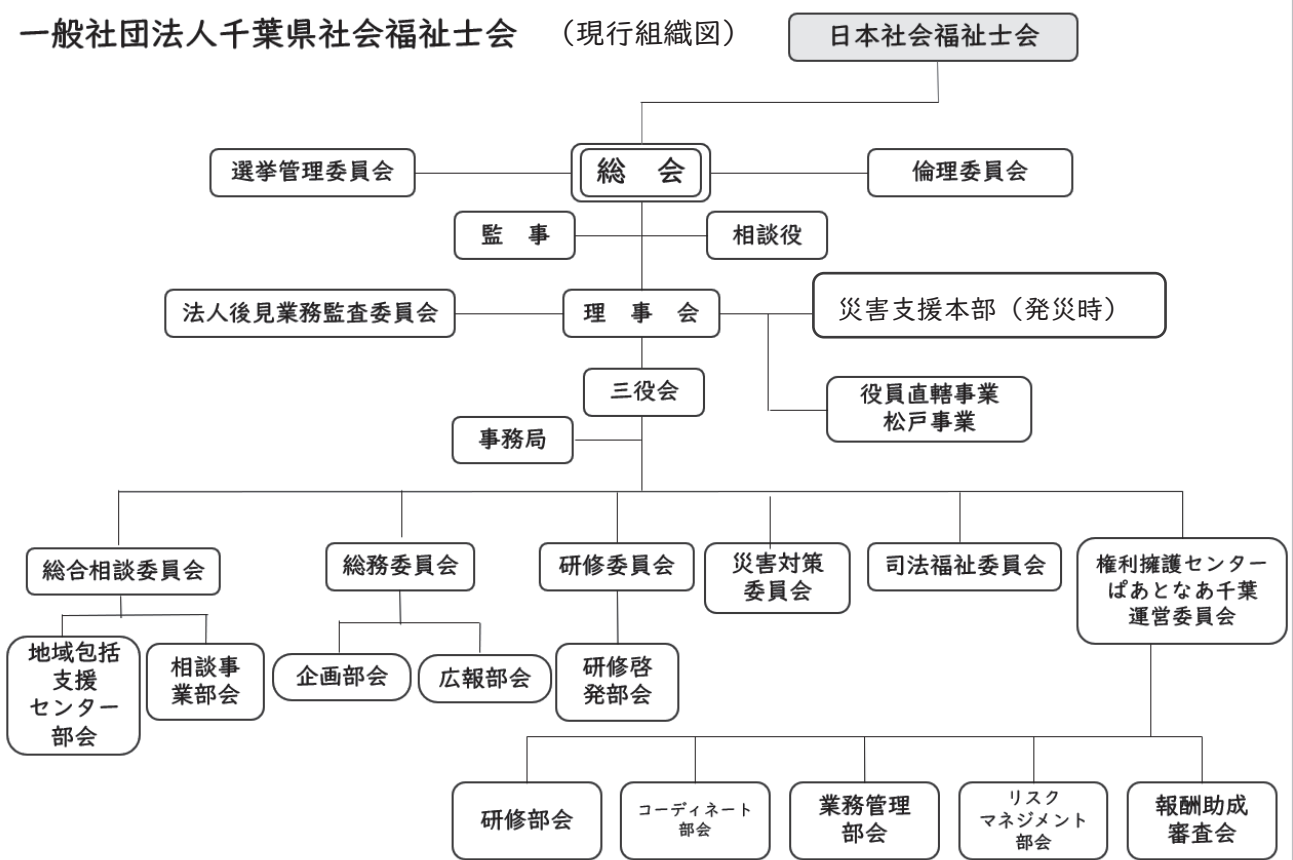 一般社団法人千葉県社会福祉士会　（現行組織図）
日本社会福祉士会
選挙管理委員会
総　会
倫理委員会
監　事
相談役
法人後見業務監査委員会
理　事　会
災害支援本部（発災時）
三役会
役員直轄事業
松戸事業
事務局
総合相談委員会
総務委員会
研修委員会
災害対策
委員会
司法福祉委員会
権利擁護センター
ぱあとなあ千葉
運営委員会
地域包括
支援
センター
部会
相談事
業部会
企画部会
広報部会
研修啓
発部会
研修部会
コーディネート
部会
業務管理
部会
リスク
マネジメント
部会
報酬助成
審査会